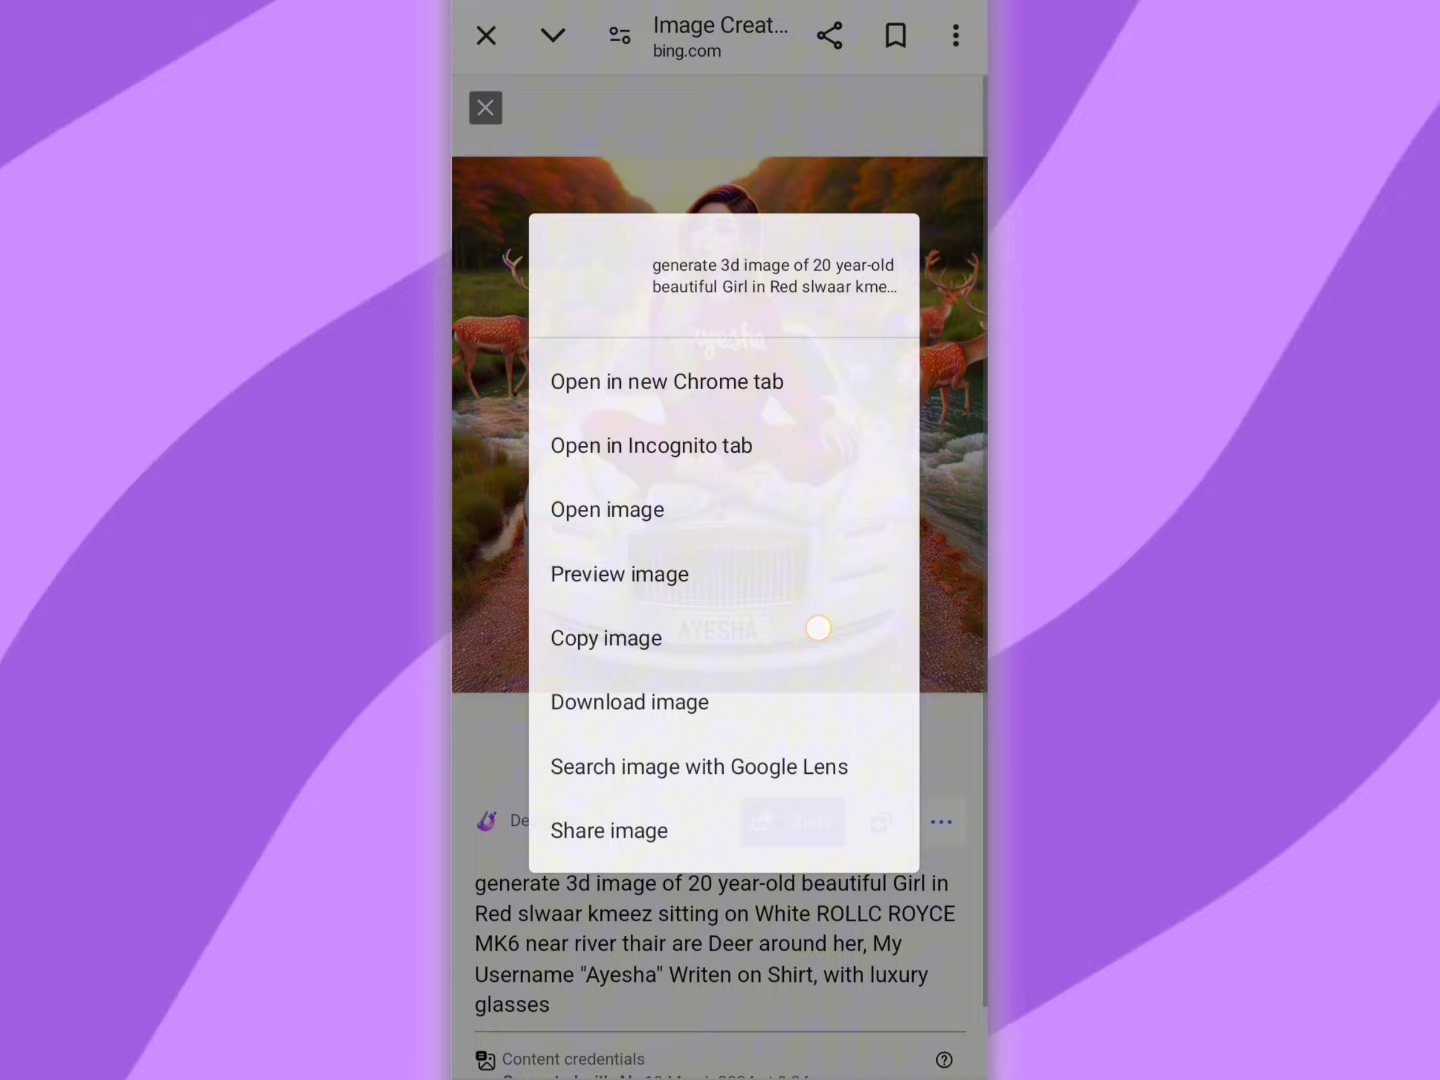 Image Creat...
bing.com
generate 3d image of 20 year-old
beautiful Girl in Red slwaar kme...
ayesha
Open in new Chrome tab
Open in Incognito tab
Open image
Preview image
AYESHA
Copy image
Download image
Search image with Google Lens
De
Share
Share image
generate 3d image of 20 year-old beautiful Girl in
Red slwaar kmeez sitting on White ROLLC ROYCE
MK6 near river thair are Deer around her, My
Username "Ayesha" Writen on Shirt, with luxury
glasses
Content credentials